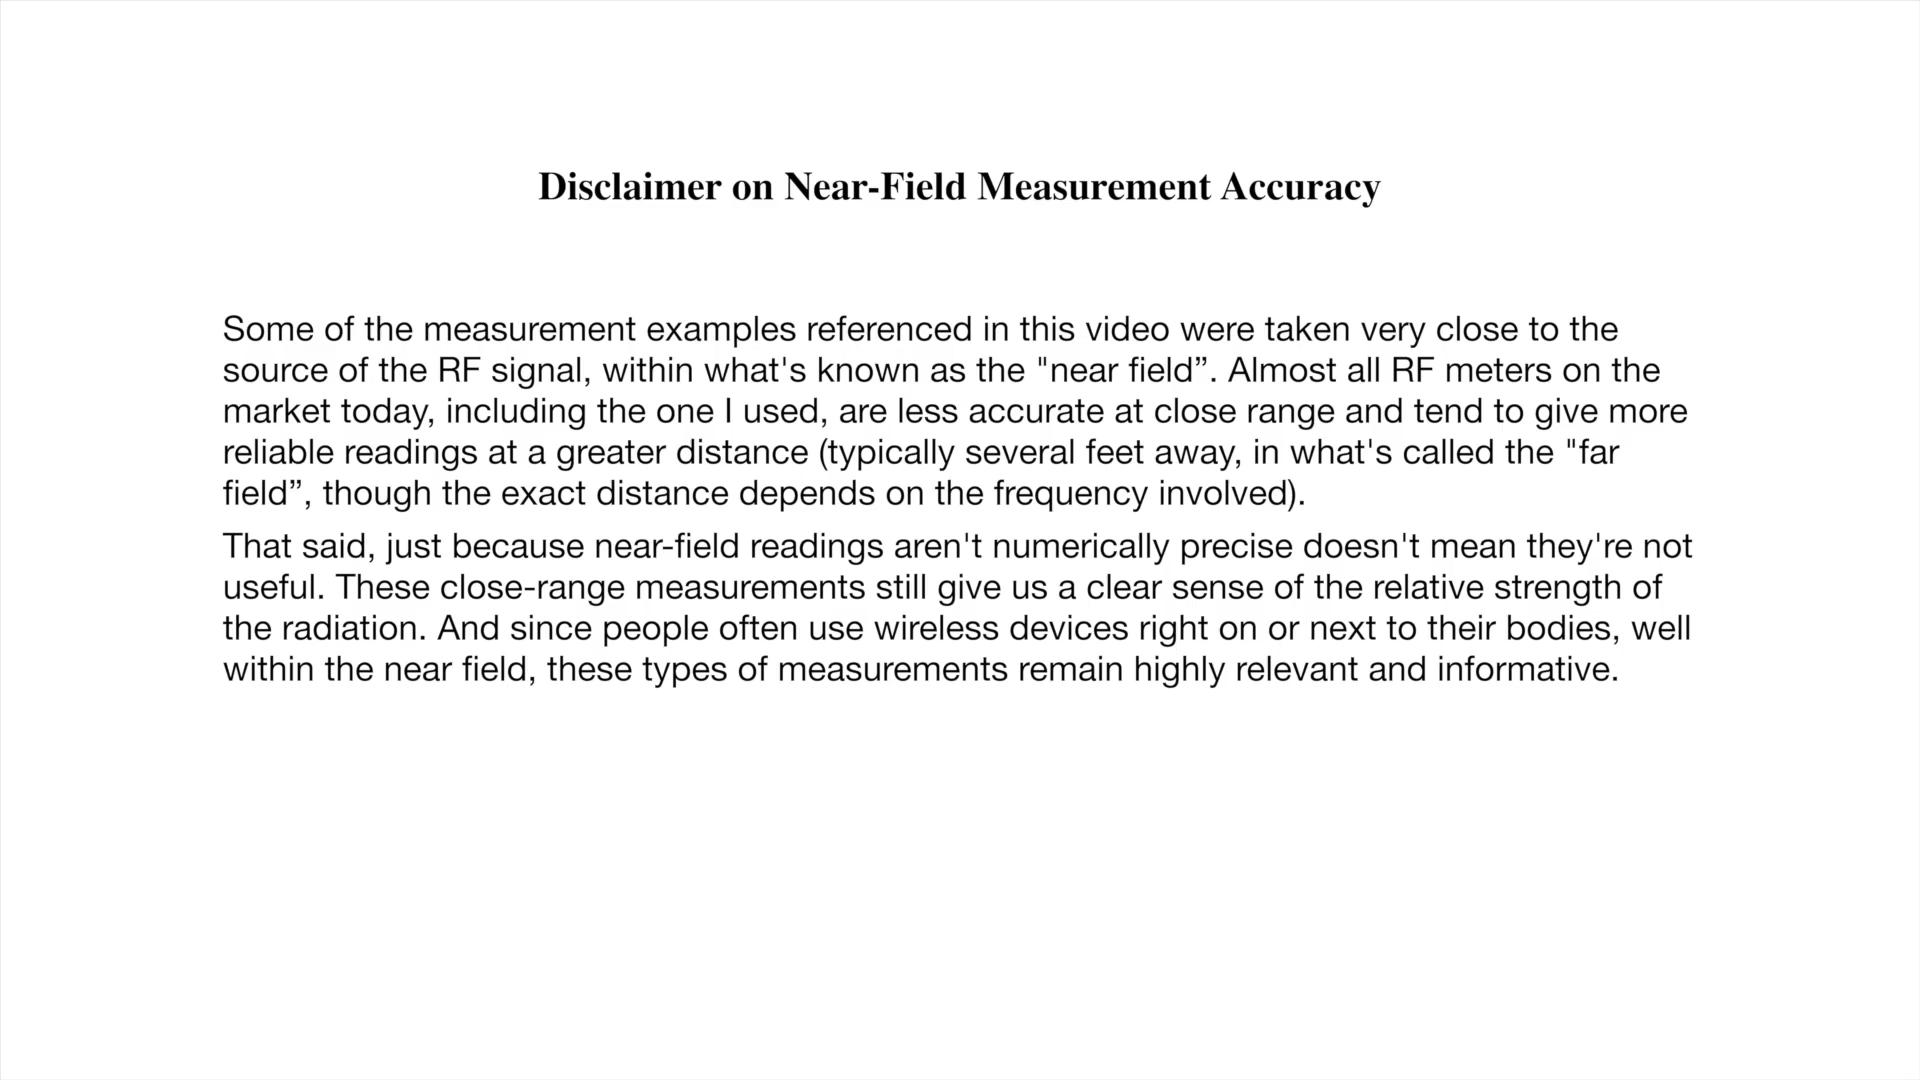 Disclaimer on Near-Field Measurement Accuracy
Some of the measurement examples referenced in this video were taken very close to the
source of the RF signal, within what's known as the "near field”. Almost all RF meters on the
market today, including the one I used, are less accurate at close range and tend to give more
reliable readings at a greater distance (typically several feet away, in what's called the "far
field”, though the exact distance depends on the frequency involved).
That said, just because near-field readings aren't numerically precise doesn't mean they're not
useful. These close-range measurements still give us a clear sense of the relative strength of
the radiation. And since people often use wireless devices right on or next to their bodies, well
within the near field, these types of measurements remain highly relevant and informative.